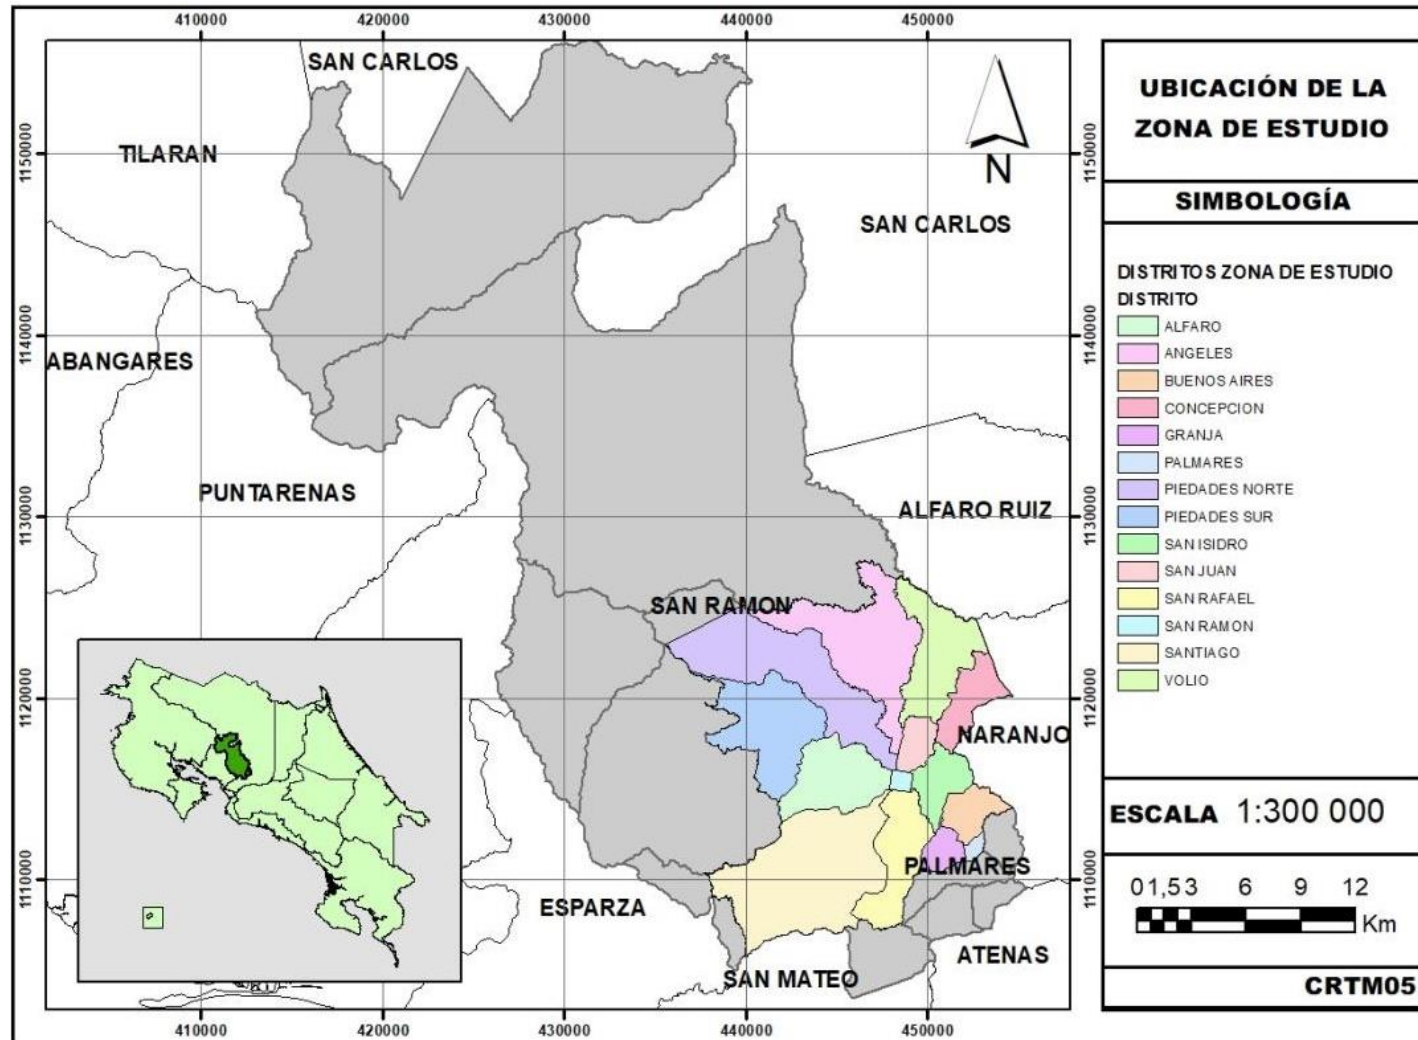 410000
420000
430000
440000
450000
SAN CARLOS
TILARAN
SAN CARLOS
ABANGARES
PUNTARENAS
ALFARO RUIZ
SAN RAMON
NARANJO
PALMARES
ESPARZA
ATENAS
SAN MATEO
N
1150000
1140000
1130000
1120000
1110000
1150000
1140000
1130000
1120000
1110000
410000
420000
430000
440000
450000
UBICACIÓN DE LA
ZONA DE ESTUDIO
SIMBOLOGÍA
DISTRITOS ZONA DE ESTUDIO
DISTRITO
ALFARO
ANGELES
BUENOS AIRES
CONCEPCION
GRANJA
PALMARES
PIEDADES NORTE
PIEDADES SUR
SAN ISIDRO
SAN JUAN
SAN RAFAEL
SAN RAMON
SANTIAGO
VOLIO
ESCALA 1:300 000
0 1,5 3 6 9 12
Km
CRTM05